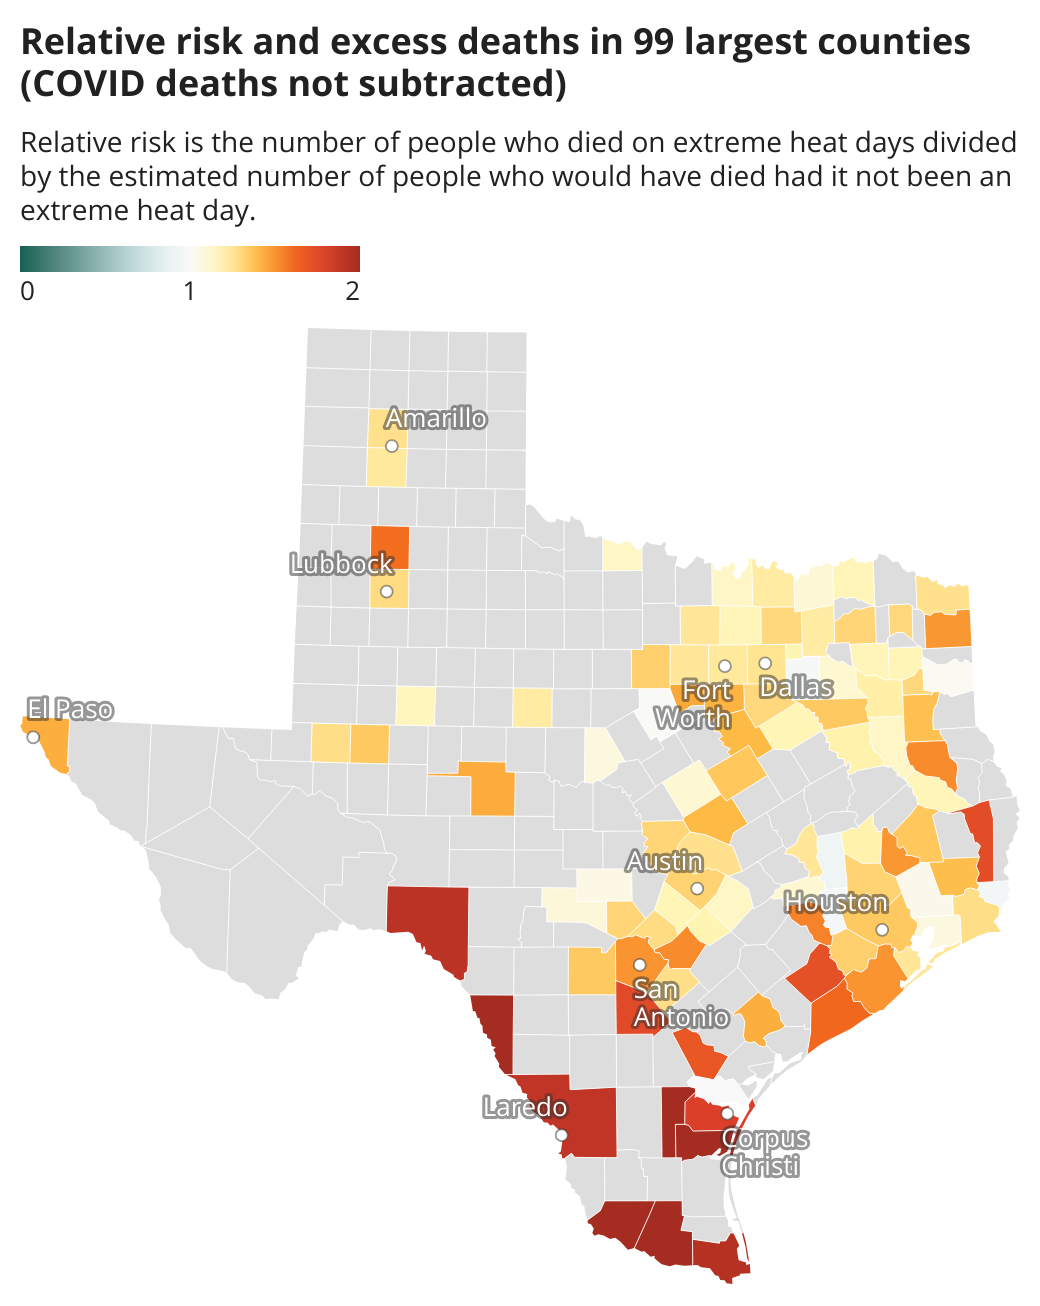 Relative risk and excess deaths in 99 largest counties
(COVID deaths not subtracted)
Relative risk is the number of people who died on extreme heat days divided
by the estimated number of people who would have died had it not been an
extreme heat day.
0 1 2
Amarillo
Lubbock
El Paso
Fort
Worth
Dallas
Austin
Houston
San
Antonio
Laredo
Corpus
Christi